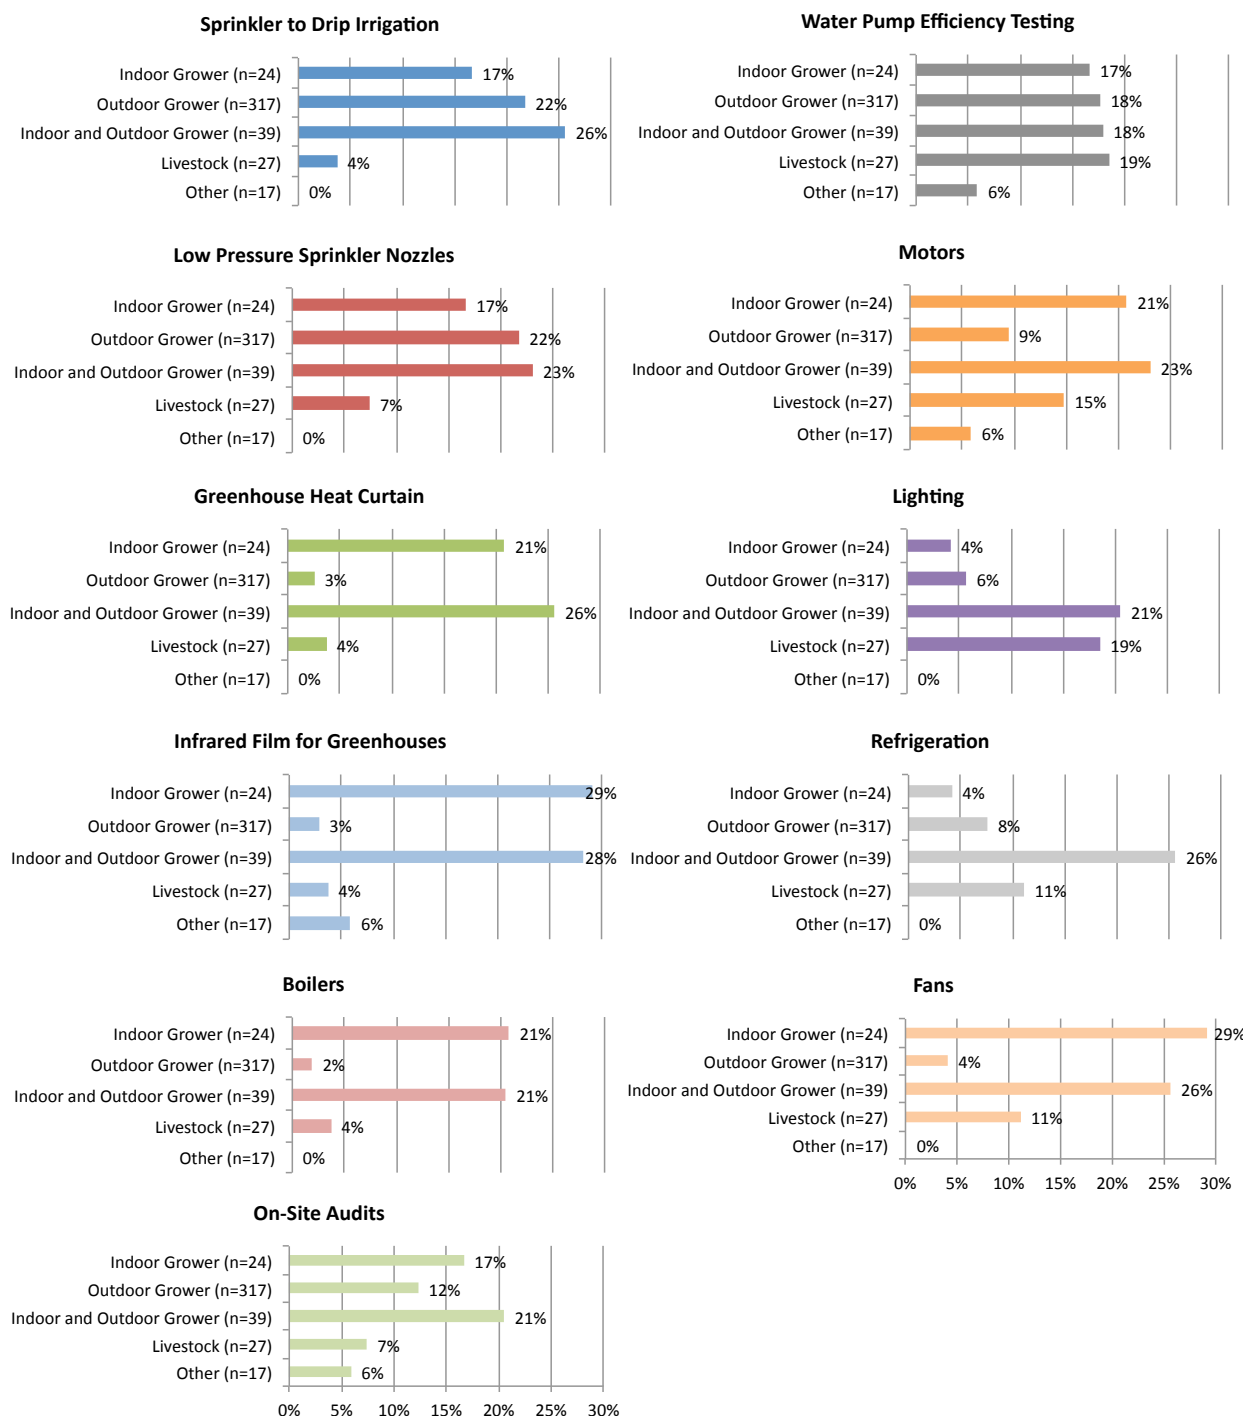 Sprinkler to Drip Irrigation
Indoor Grower (n=24) 17%
Outdoor Grower (n=317) 22%
Indoor and Outdoor Grower (n=39) 26%
Livestock (n=27) 4%
Other (n=17) 0%
Water Pump Efficiency Testing
Indoor Grower (n=24) 17%
Outdoor Grower (n=317) 18%
Indoor and Outdoor Grower (n=39) 18%
Livestock (n=27) 19%
Other (n=17) 6%
Low Pressure Sprinkler Nozzles
Indoor Grower (n=24) 17%
Outdoor Grower (n=317) 22%
Indoor and Outdoor Grower (n=39) 23%
Livestock (n=27) 7%
Other (n=17) 0%
Motors
Indoor Grower (n=24) 21%
Outdoor Grower (n=317) 9%
Indoor and Outdoor Grower (n=39) 23%
Livestock (n=27) 15%
Other (n=17) 6%
Greenhouse Heat Curtain
Indoor Grower (n=24) 21%
Outdoor Grower (n=317) 3%
Indoor and Outdoor Grower (n=39) 26%
Livestock (n=27) 4%
Other (n=17) 0%
Lighting
Indoor Grower (n=24) 4%
Outdoor Grower (n=317) 6%
Indoor and Outdoor Grower (n=39) 21%
Livestock (n=27) 19%
Other (n=17) 0%
Infrared Film for Greenhouses
Indoor Grower (n=24) 29%
Outdoor Grower (n=317) 3%
Indoor and Outdoor Grower (n=39) 28%
Livestock (n=27) 4%
Other (n=17) 6%
Refrigeration
Indoor Grower (n=24) 4%
Outdoor Grower (n=317) 8%
Indoor and Outdoor Grower (n=39) 26%
Livestock (n=27) 11%
Other (n=17) 0%
Boilers
Indoor Grower (n=24) 21%
Outdoor Grower (n=317) 2%
Indoor and Outdoor Grower (n=39) 21%
Livestock (n=27) 4%
Other (n=17) 0%
Fans
Indoor Grower (n=24) 29%
Outdoor Grower (n=317) 4%
Indoor and Outdoor Grower (n=39) 26%
Livestock (n=27) 11%
Other (n=17) 0%
0% 5% 10% 15% 20% 25% 30%
On-Site Audits
Indoor Grower (n=24) 17%
Outdoor Grower (n=317) 12%
Indoor and Outdoor Grower (n=39) 21%
Livestock (n=27) 7%
Other (n=17) 6%
0% 5% 10% 15% 20% 25% 30%